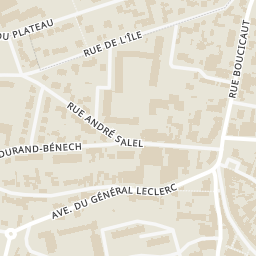 DU PLATEAU
RUE DE L'ÎLE
RUE BOUCICAUT
RUE ANDRÉ SALEL
DURAND-BÉNECH
AVE. DU GÉNÉRAL LECLERC